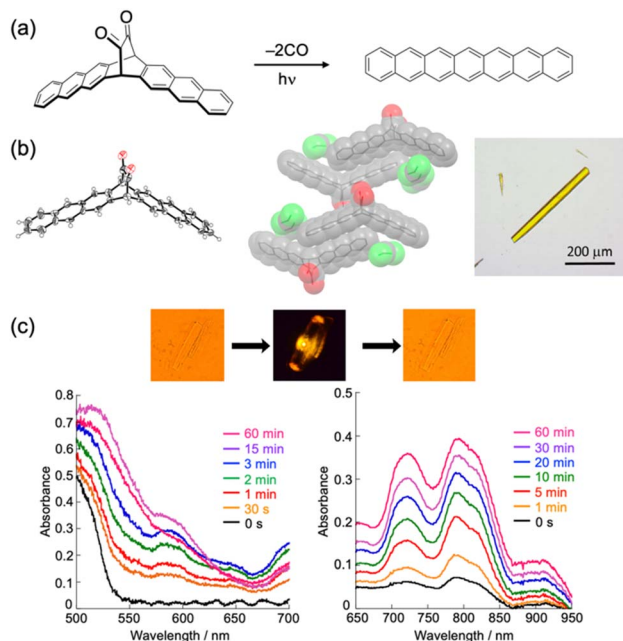 (a)
O
O
–2CO
hν
(b)
200 μm
(c)
0.8
0.7
0.6
0.5
0.4
0.3
0.2
0.1
0
Absorbance
60 min
15 min
3 min
2 min
1 min
30 s
0 s
500 550 600 650 700
Wavelength / nm
0.5
0.4
0.3
0.2
0.1
0
Absorbance
60 min
30 min
20 min
10 min
5 min
1 min
0 s
650 700 750 800 850 900 950
Wavelength / nm